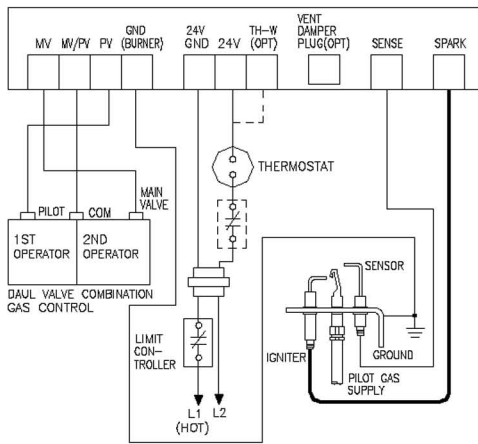 MV
MV/PV
PV
GND
(BURNER)
24V
GND
24V
TH-W
(OPT)
VENT
DAMPER
PLUG(OPT)
SENSE
SPARK
THERMOSTAT
PILOT
COM
MAIN
VALVE
1ST
OPERATOR
2ND
OPERATOR
DAUL VALVE COMBINATION
GAS CONTROL
LIMIT
CON-
TROLLER
L1
(HOT)
L2
SENSOR
IGNITER
GROUND
PILOT GAS
SUPPLY